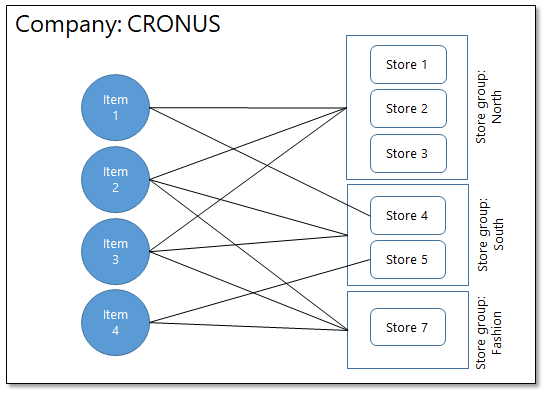 Company: CRONUS
Item
1
Item
2
Item
3
Item
4
Store 1
Store 2
Store 3
Store group:
North
Store 4
Store 5
Store group:
South
Store 7
Store group:
Fashion